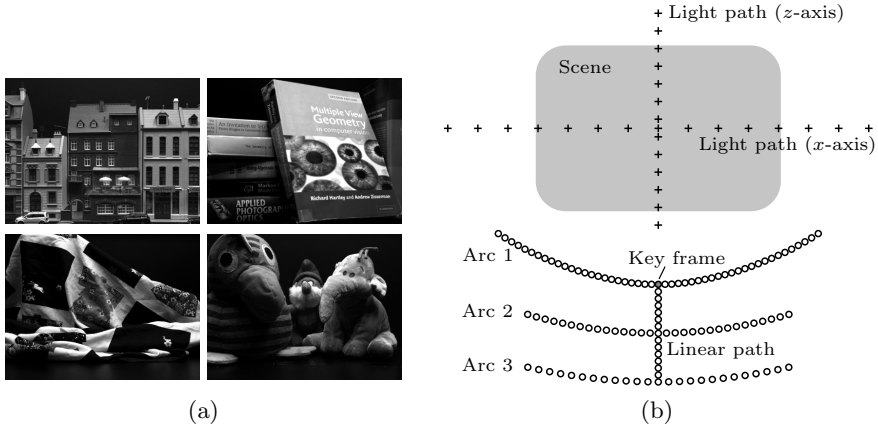 Multiple View
Geometry
in computer vision
Richard Hartley and Andrew Zisserman
APPLIED
PHOTOGRAPHIC
OPTICS
(a)
Light path (z-axis)
Scene
Light path (x-axis)
Arc 1
Key frame
Arc 2
Linear path
Arc 3
(b)